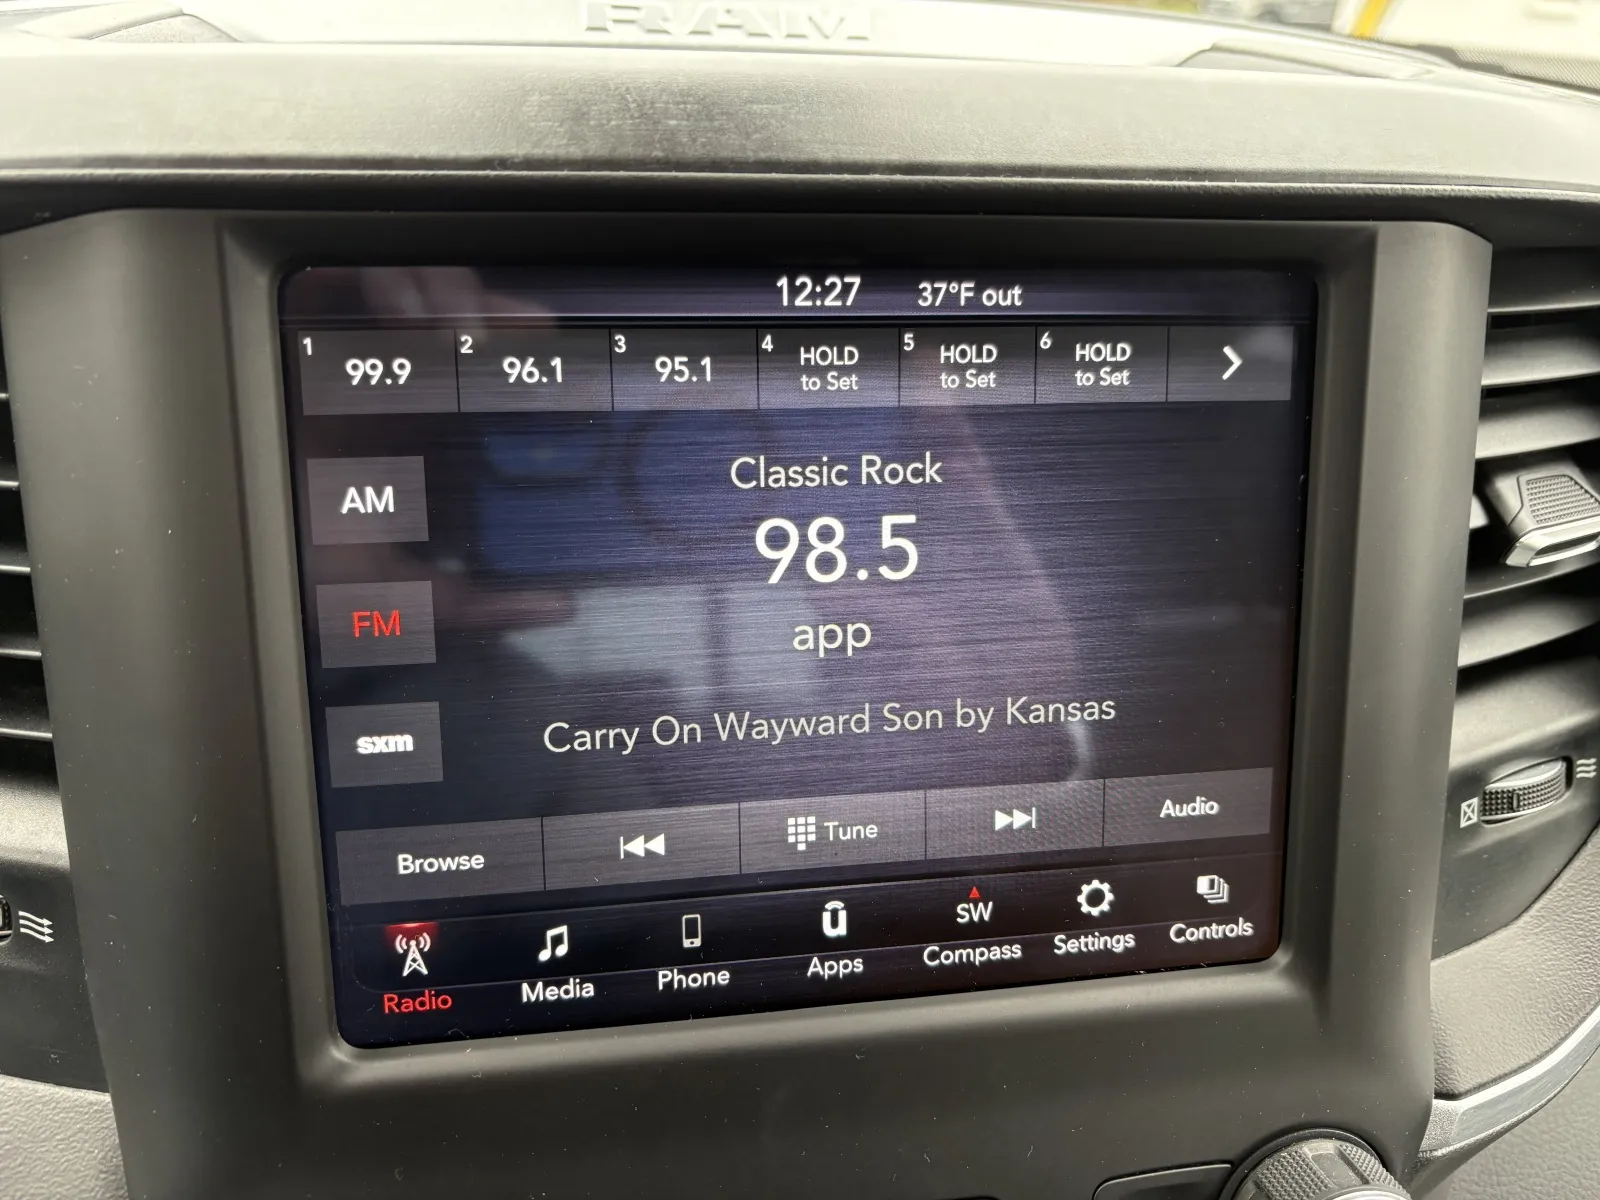 RAM
12:27 37°F out
1 99.9 2 96.1 3 95.1 4 HOLD to Set 5 HOLD to Set 6 HOLD to Set
AM
Classic Rock
98.5
FM
app
sxm
Carry On Wayward Son by Kansas
Browse Tune Audio
SW
Radio Media Phone Apps Compass Settings Controls